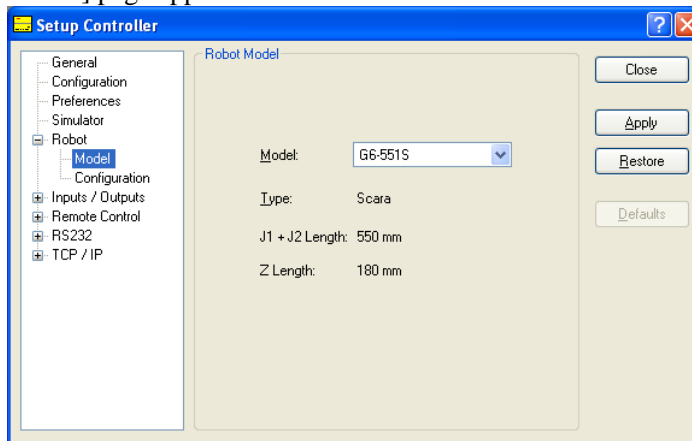 Setup Controller
General
Configuration
Preferences
Simulator
Robot
Model
Configuration
Inputs / Outputs
Remote Control
RS232
TCP / IP
Robot Model
Model: G6-551S
Type: Scara
J1 + J2 Length: 550 mm
Z Length: 180 mm
Close
Apply
Restore
Defaults